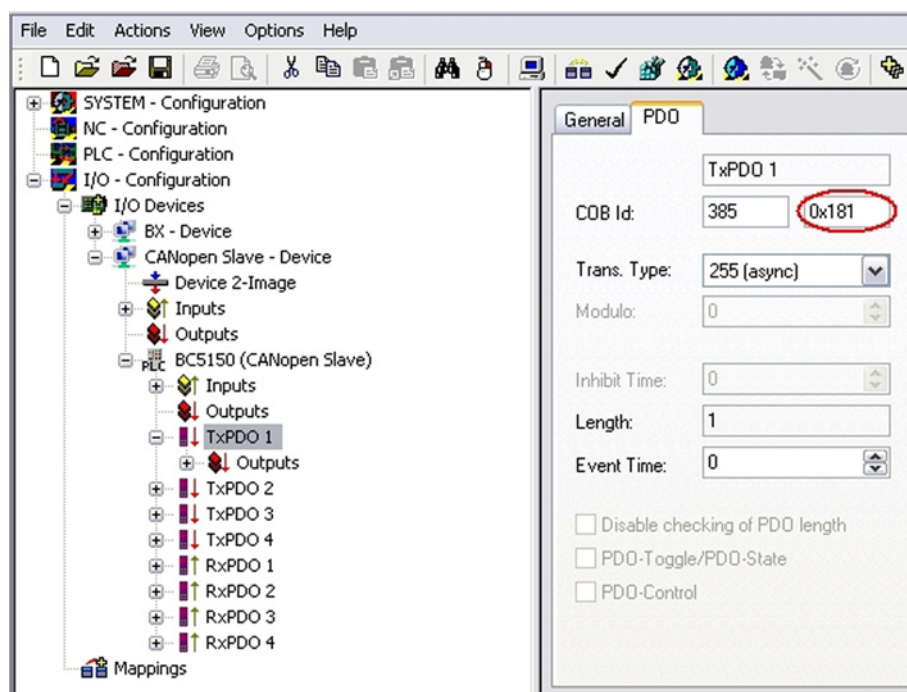 File Edit Actions View Options Help
SYSTEM - Configuration
NC - Configuration
PLC - Configuration
I/O - Configuration
I/O Devices
BX - Device
CANopen Slave - Device
Device 2-Image
Inputs
Outputs
PLC BC5150 (CANopen Slave)
Inputs
Outputs
TxPDO 1
Outputs
TxPDO 2
TxPDO 3
TxPDO 4
RxPDO 1
RxPDO 2
RxPDO 3
RxPDO 4
Mappings
General PDO
TxPDO 1
COB Id: 385 0x181
Trans. Type: 255 (async)
Modulo: 0
Inhibit Time: 0
Length: 1
Event Time: 0
Disable checking of PDO length
PDO-Toggle/PDO-State
PDO-Control